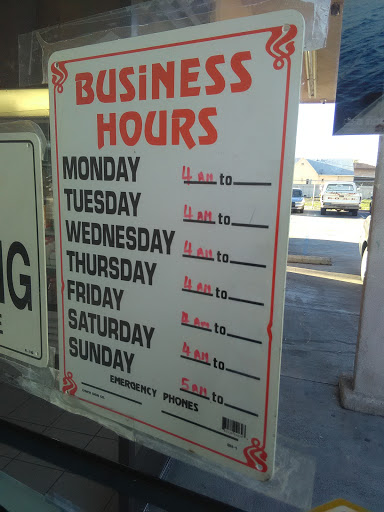 BUSINESS
HOURS
MONDAY 4 AM to
TUESDAY 4 AM to
WEDNESDAY 4 AM to
THURSDAY 4 AM to
FRIDAY 4 AM to
SATURDAY 4 AM to
SUNDAY 5 AM to
EMERGENCY PHONES
NG
E